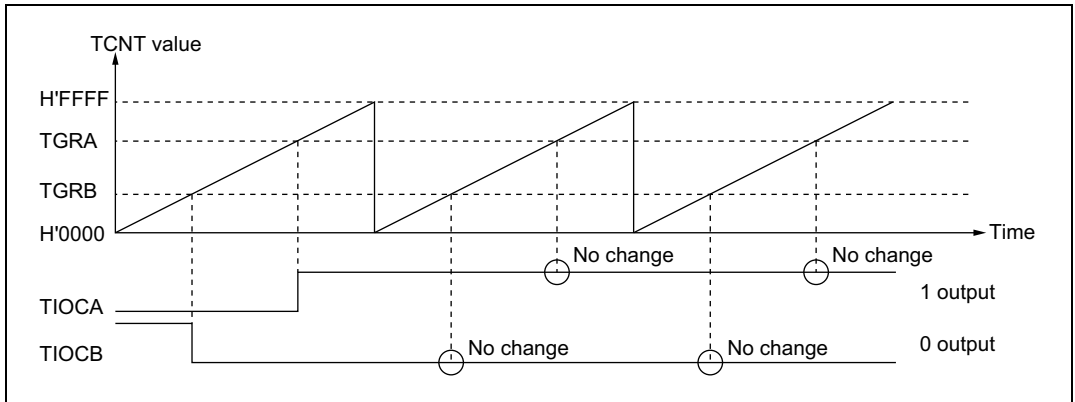 TCNT value
H'FFFF
TGRA
TGRB
H'0000
Time
No change
No change
TIOCA
1 output
No change
No change
TIOCB
0 output